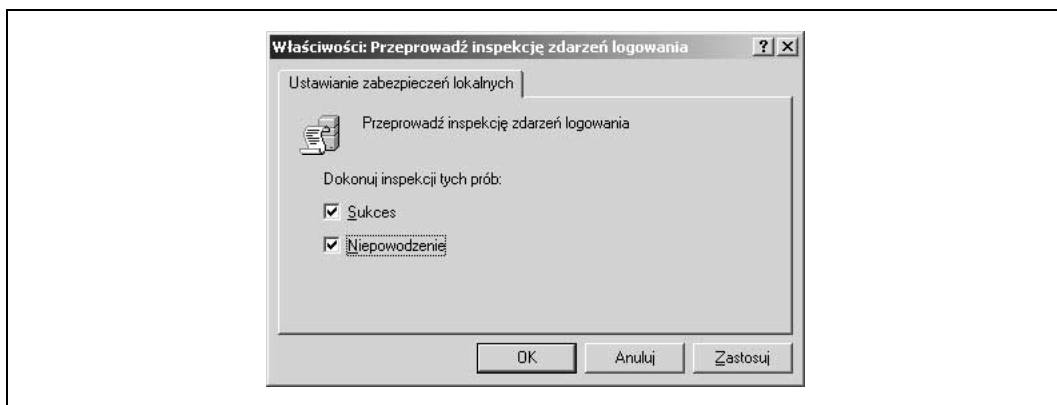 Właściwości: Przeprowadź inspekcję zdarzeń logowania
Ustawianie zabezpieczeń lokalnych
Przeprowadź inspekcję zdarzeń logowania
Dokonuj inspekcji tych prób:
Sukces
Niepowodzenie
OK Anuluj Zastosuj